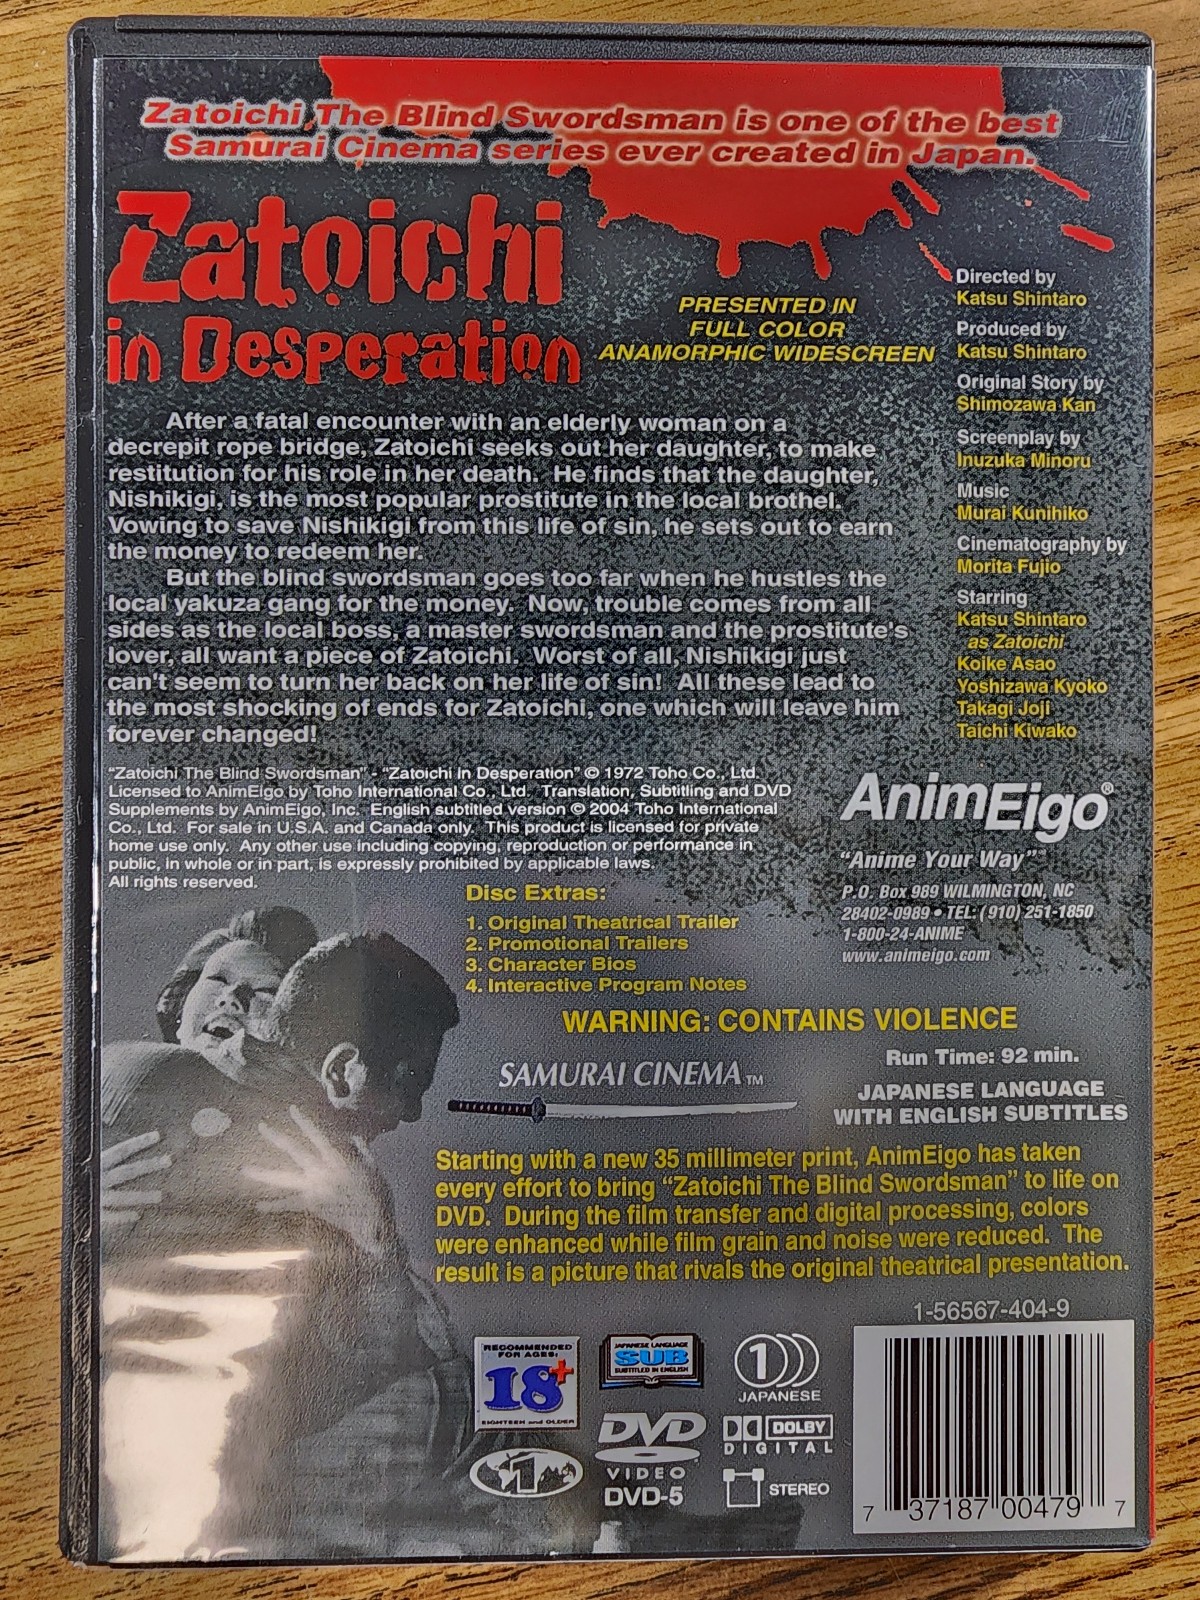 Zatoichi The Blind Swordsman is one of the best
Samurai Cinema series ever created in Japan.
Zatoichi
in Desperation
PRESENTED IN
FULL COLOR
ANAMORPHIC WIDESCREEN
After a fatal encounter with an elderly woman on a
decrepit rope bridge, Zatoichi seeks out her daughter, to make
restitution for his role in her death. He finds that the daughter,
Nishikigi, is the most popular prostitute in the local brothel.
Vowing to save Nishikigi from this life of sin, he sets out to earn
the money to redeem her.
But the blind swordsman goes too far when he hustles the
local yakuza gang for the money. Now, trouble comes from all
sides as the local boss, a master swordsman and the prostitute's
lover, all want a piece of Zatoichi. Worst of all, Nishikigi just
can't seem to turn her back on her life of sin! All these lead to
the most shocking of ends for Zatoichi, one which will leave him
forever changed!
Directed by
Katsu Shintaro
Produced by
Katsu Shintaro
Original Story by
Shimozawa Kan
Screenplay by
Inuzuka Minoru
Music
Murai Kunihiko
Cinematography by
Morita Fujio
Starring
Katsu Shintaro
as Zatoichi
Koike Asao
Yoshizawa Kyoko
Takagi Joji
Taichi Kiwako
"Zatoichi The Blind Swordsman" - "Zatoichi in Desperation" © 1972 Toho Co., Ltd.
Licensed to AnimEigo by Toho International Co., Ltd. Translation, Subtitling and DVD
Supplements by AnimEigo, Inc. English subtitled version © 2004 Toho International
Co., Ltd. For sale in U.S.A. and Canada only. This product is licensed for private
home use only. Any other use including copying, reproduction or performance in
public, in whole or in part, is expressly prohibited by applicable laws.
All rights reserved.
AnimEigo®
"Anime Your Way"
P.O. Box 989 WILMINGTON, NC
28402-0989 • TEL: (910) 251-1850
1-800-24-ANIME
www.animeigo.com
Disc Extras:
1. Original Theatrical Trailer
2. Promotional Trailers
3. Character Bios
4. Interactive Program Notes
WARNING: CONTAINS VIOLENCE
SAMURAI CINEMA TM
Run Time: 92 min.
JAPANESE LANGUAGE
WITH ENGLISH SUBTITLES
Starting with a new 35 millimeter print, AnimEigo has taken
every effort to bring "Zatoichi The Blind Swordsman" to life on
DVD. During the film transfer and digital processing, colors
were enhanced while film grain and noise were reduced. The
result is a picture that rivals the original theatrical presentation.
1-56567-404-9
RECOMMENDED
FOR AGES:
18+
EIGHTEEN and OLDER
JAPANESE LANGUAGE
SUB
SUBTITLED IN ENGLISH
1
JAPANESE
1
DVD
VIDEO
DVD-5
DOLBY
DIGITAL
STEREO
7 37187 00479 7